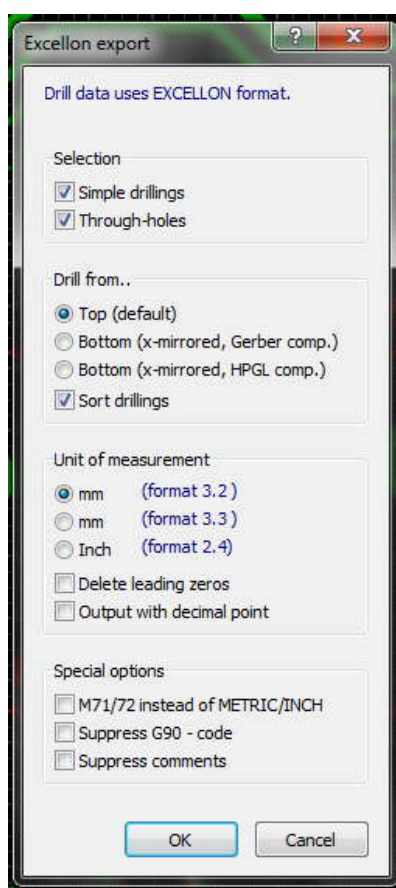 Excellon export
?
X
Drill data uses EXCELLON format.
Selection
Simple drillings
Through-holes
Drill from..
Top (default)
Bottom (x-mirrored, Gerber comp.)
Bottom (x-mirrored, HPGL comp.)
Sort drillings
Unit of measurement
mm (format 3.2 )
mm (format 3.3 )
Inch (format 2.4)
Delete leading zeros
Output with decimal point
Special options
M71/72 instead of METRIC/INCH
Suppress G90 - code
Suppress comments
OK Cancel